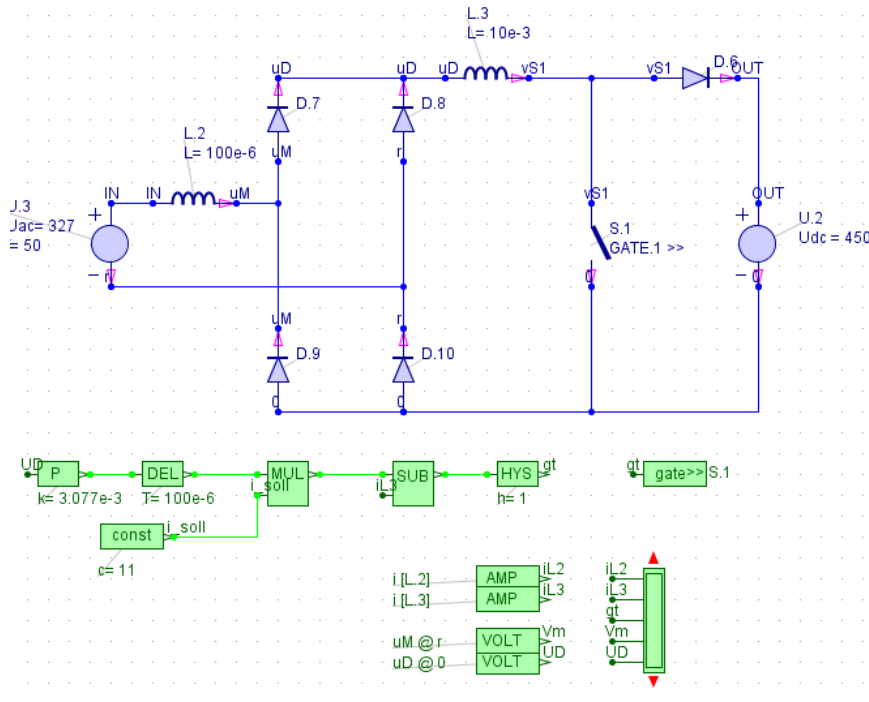 L.3
L= 10e-3
uD
uD
uD
vS1
vS1
D.6
OUT
D.7
D.8
L.2
L= 100e-6
uM
r
IN
IN
uM
vS1
OUT
J.3
Jac= 327
= 50
+
−
r
S.1
GATE.1 >>
0
+
−
0
U.2
Udc = 450
uM
r
D.9
D.10
0
0
UD
P
k= 3.077e-3
DEL
T= 100e-6
MUL
i_soll
SUB
iL3
HYS
h= 1
gt
gt
gate>>
S.1
const
i_soll
c= 11
i [L.2]
AMP
iL2
i [L.3]
AMP
iL3
uM @ r
VOLT
Vm
uD @ 0
VOLT
UD
iL2
iL3
gt
Vm
UD